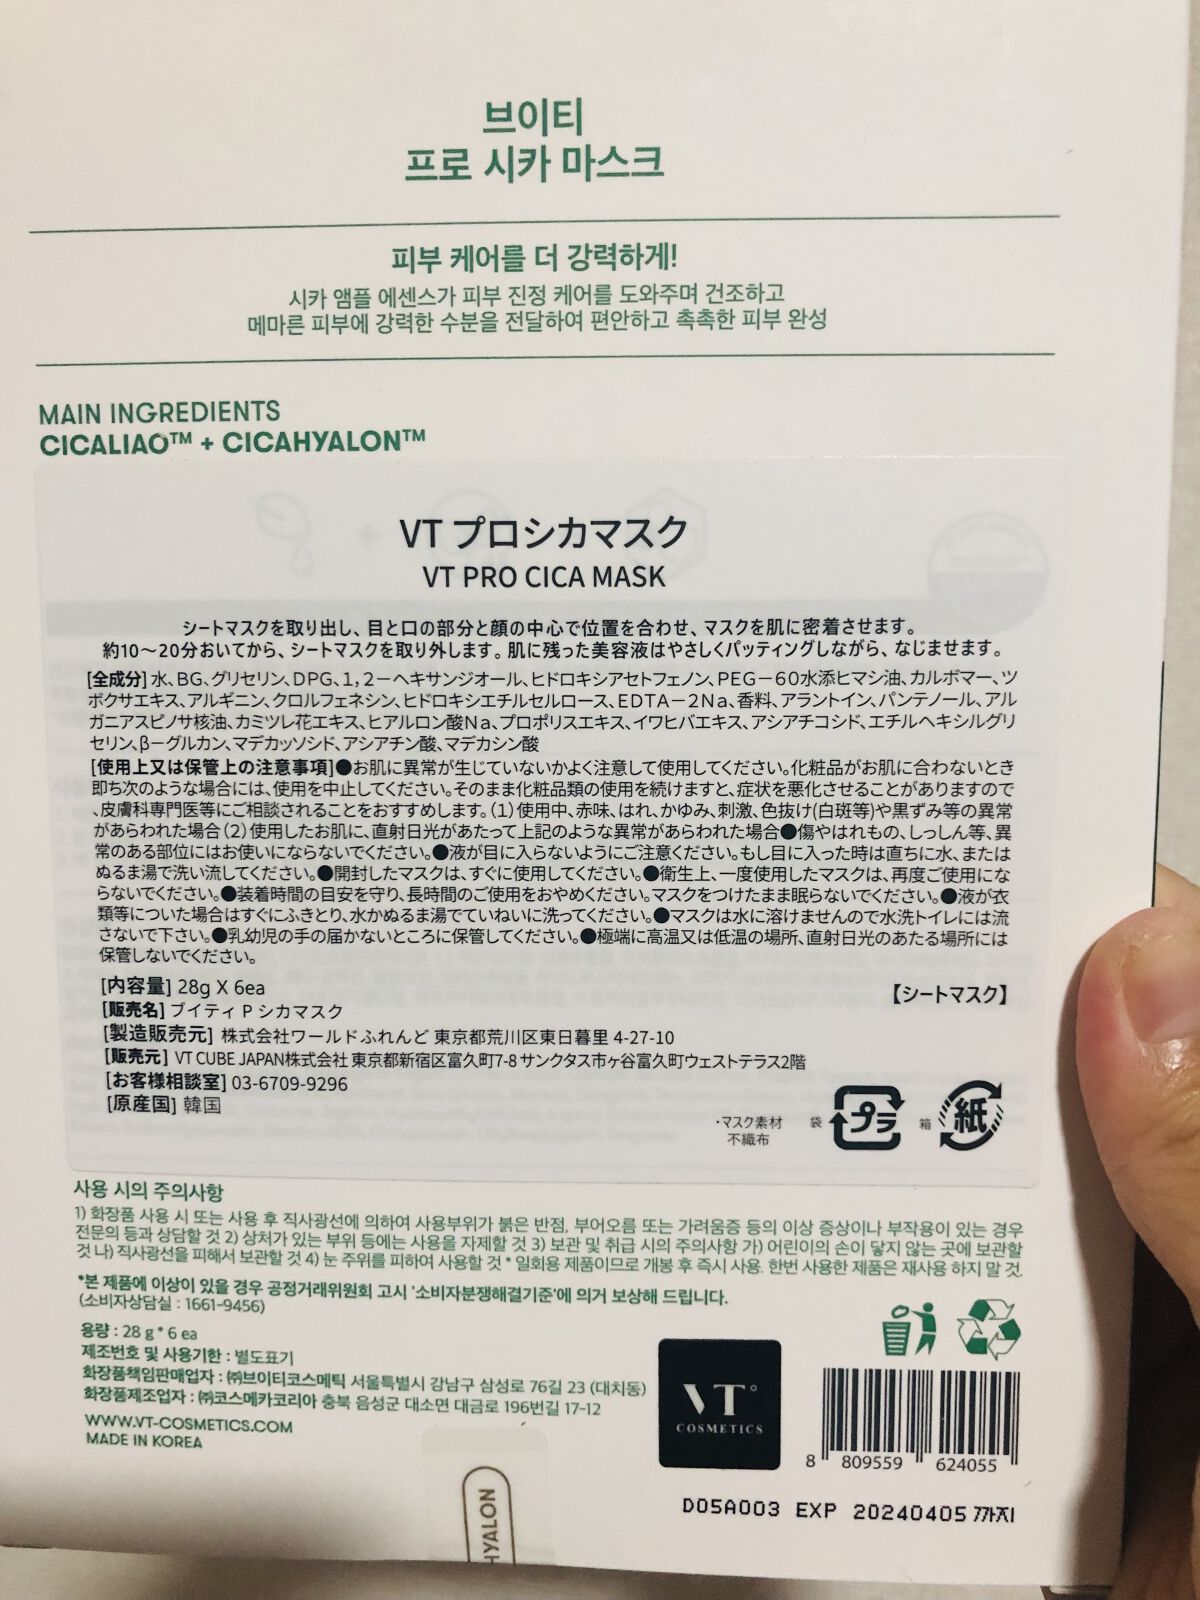 브이티
프로 시카 마스크
피부 케어를 더 강력하게!
시카 앰플 에센스가 피부 진정 케어를 도와주며 건조하고
메마른 피부에 강력한 수분을 전달하여 편안하고 촉촉한 피부 완성
MAIN INGREDIENTS
CICALIAO™ + CICAHYALON™
VT プロシカマスク
VT PRO CICA MASK
シートマスクを取り出し、目と口の部分と顔の中心で位置を合わせ、マスクを肌に密着させます。
約10〜20分おいてから、シートマスクを取り外します。肌に残った美容液はやさしくパッティングしながら、なじませます。
[全成分] 水、BG、グリセリン、DPG、1,2－ヘキサンジオール、ヒドロキシアセトフェノン、PEG－60水添ヒマシ油、カルボマー、ツ
ボクサエキス、アルギニン、クロルフェネシン、ヒドロキシエチルセルロース、EDTA－2Na、香料、アラントイン、パンテノール、アル
ガニアスピノサ核油、カミツレ花エキス、ヒアルロン酸Na、プロポリスエキス、イワヒバエキス、アシアチコシド、エチルヘキシルグリ
セリン、β－グルカン、マデカッソシド、アシアチン酸、マデカシン酸
[使用上又は保管上の注意事項]●お肌に異常が生じていないかよく注意して使用してください。化粧品がお肌に合わないとき
即ち次のような場合には、使用を中止してください。そのまま化粧品類の使用を続けますと、症状を悪化させることがありますので
、皮膚科専門医等にご相談されることをおすすめします。(1)使用中、赤味、はれ、かゆみ、刺激、色抜け(白斑等)や黒ずみ等の異常
があらわれた場合(2)使用したお肌に、直射日光があたって上記のような異常があらわれた場合●傷やはれもの、しっしん等、異
常のある部位にはお使いにならないでください。●液が目に入らないようにご注意ください。もし目に入った時は直ちに水、または
ぬるま湯で洗い流してください。●開封したマスクは、すぐに使用してください。●衛生上、一度使用したマスクは、再度ご使用にな
らないでください。●装着時間の目安を守り、長時間のご使用をおやめください。マスクをつけたまま眠らないでください。●液が衣
類等についた場合はすぐにふきとり、水かぬるま湯でていねいに洗ってください。●マスクは水に溶けませんので水洗トイレには流
さないで下さい。●乳幼児の手の届かないところに保管してください。●極端に高温又は低温の場所、直射日光のあたる場所には
保管しないでください。
[内容量] 28g X 6ea
【シートマスク】
[販売名] ブイティ P シカマスク
[製造販売元] 株式会社ワールドふれんど 東京都荒川区東日暮里 4-27-10
[販売元] VT CUBE JAPAN株式会社 東京都新宿区富久町7-8 サンクタス市ヶ谷富久町ウェストテラス2階
[お客様相談室] 03-6709-9296
[原産国] 韓国
・マスク素材
不織布
袋 プラ 箱 紙
사용 시의 주의사항
1) 화장품 사용 시 또는 사용 후 직사광선에 의하여 사용부위가 붉은 반점, 부어오름 또는 가려움증 등의 이상 증상이나 부작용이 있는 경우
전문의 등과 상담할 것 2) 상처가 있는 부위 등에는 사용을 자제할 것 3) 보관 및 취급 시의 주의사항 가) 어린이의 손이 닿지 않는 곳에 보관할
것 나) 직사광선을 피해서 보관할 것 4) 눈 주위를 피하여 사용할 것 * 일회용 제품이므로 개봉 후 즉시 사용. 한번 사용한 제품은 재사용 하지 말 것.
*본 제품에 이상이 있을 경우 공정거래위원회 고시 '소비자분쟁해결기준'에 의거 보상해 드립니다.
(소비자상담실 : 1661-9456)
용량 : 28 g * 6 ea
제조번호 및 사용기한 : 별도표기
화장품책임판매업자 : ㈜브이티코스메틱 서울특별시 강남구 삼성로 76길 23 (대치동)
화장품제조업자 : ㈜코스메카코리아 충북 음성군 대소면 대금로 196번길 17-12
WWW.VT-COSMETICS.COM
MADE IN KOREA
VT
COSMETICS
8 809559 624055
D05A003 EXP 20240405 까지
HYALON